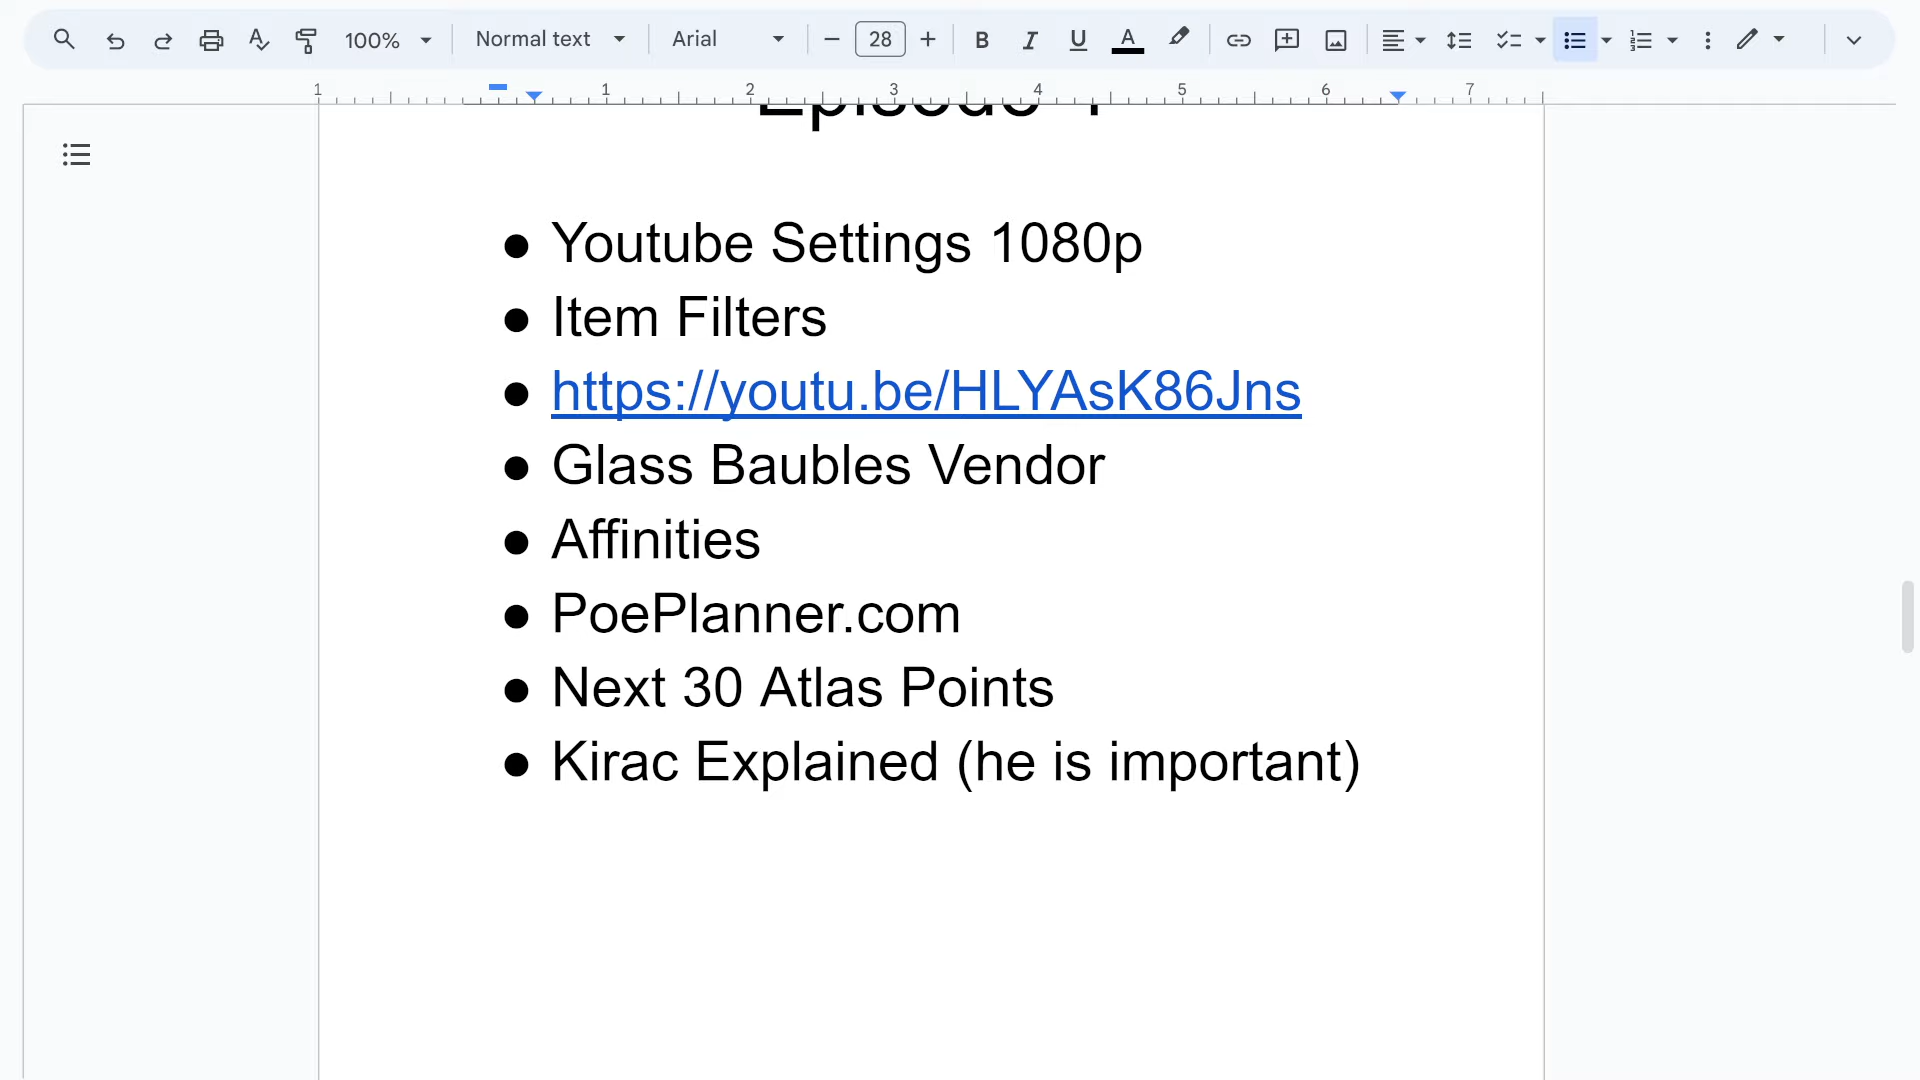 100% Normal text Arial 28
1 1 2 3 4 5 6 7
Youtube Settings 1080p
Item Filters
https://youtu.be/HLYAsK86Jns
Glass Baubles Vendor
Affinities
PoePlanner.com
Next 30 Atlas Points
Kirac Explained (he is important)